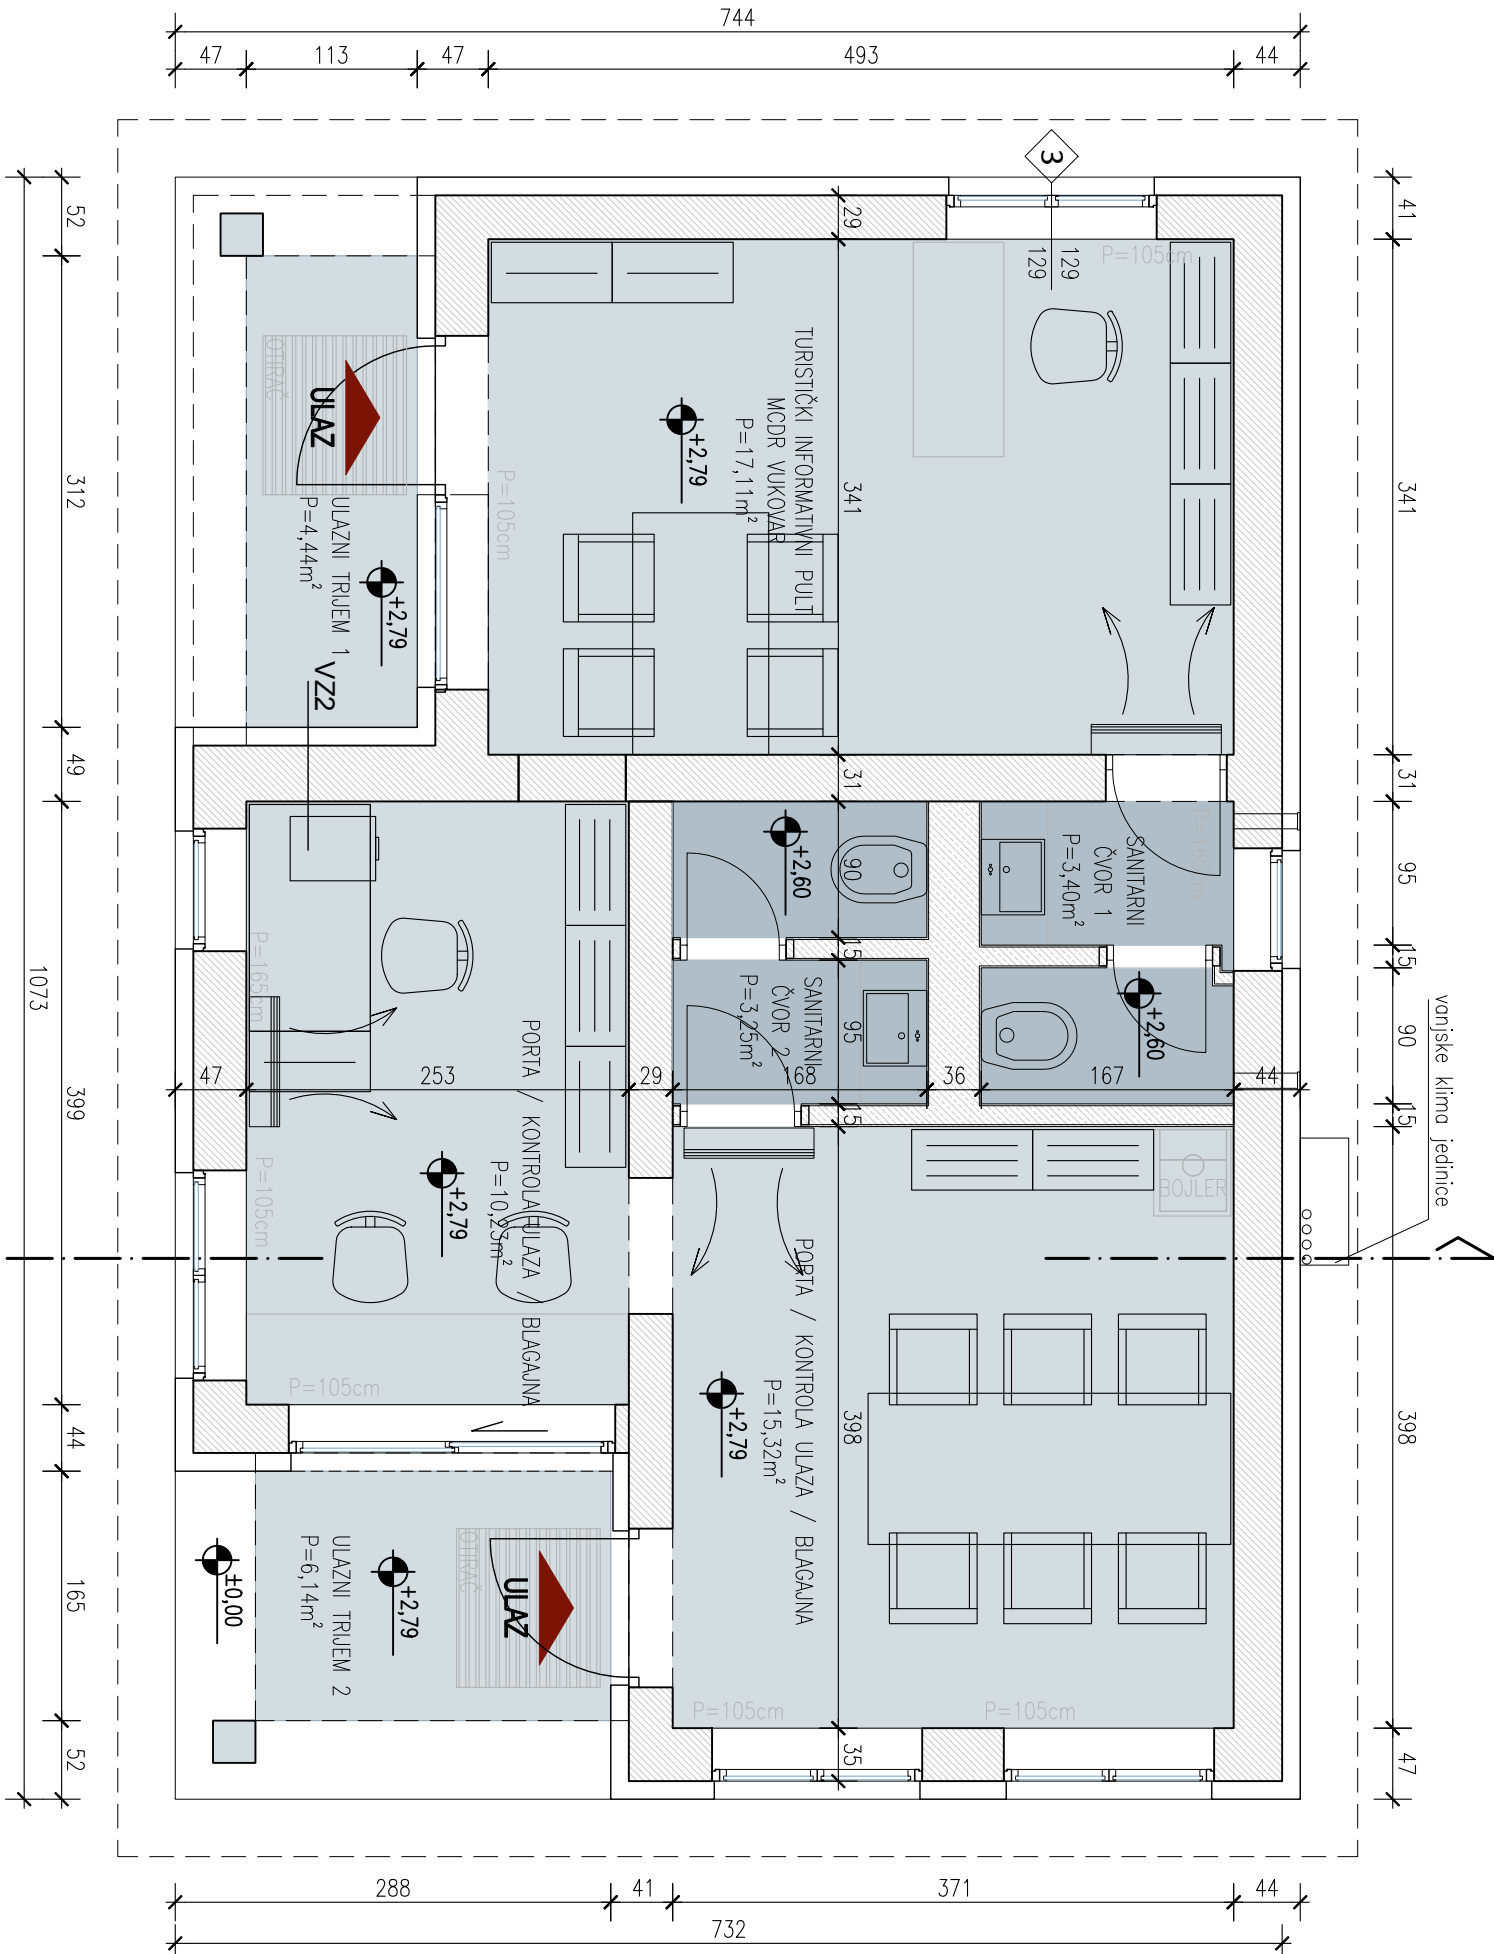 744
47
113
47
493
44
3
52
312
49
399
44
165
52
1073
41
341
31
95
15
90
15
398
47
29
129
129
P=105cm
TURISTIČKI INFORMATIVNI PULT
MCDR VUKOVAR
P=17,11m²
+2,79
341
P=105cm
OTIRAČ
ULAZ
ULAZNI TRIJEM 1
P=4,44m²
+2,79
VZ2
31
SANITARNI
ČVOR 1
P=3,40m²
P=165cm
+2,60
90
15
+2,60
SANITARNI
ČVOR 2
P=3,25m²
95
15
vanjske klima jedinice
47
253
29
168
36
167
44
P=165cm
P=105cm
PORTA / KONTROLA ULAZA / BLAGAJNA
P=10,23m²
+2,79
P=105cm
BOJLER
PORTA / KONTROLA ULAZA / BLAGAJNA
P=15,32m²
+2,79
398
OTIRAČ
ULAZ
ULAZNI TRIJEM 2
P=6,14m²
+2,79
±0,00
P=105cm
P=105cm
35
288
41
371
44
732